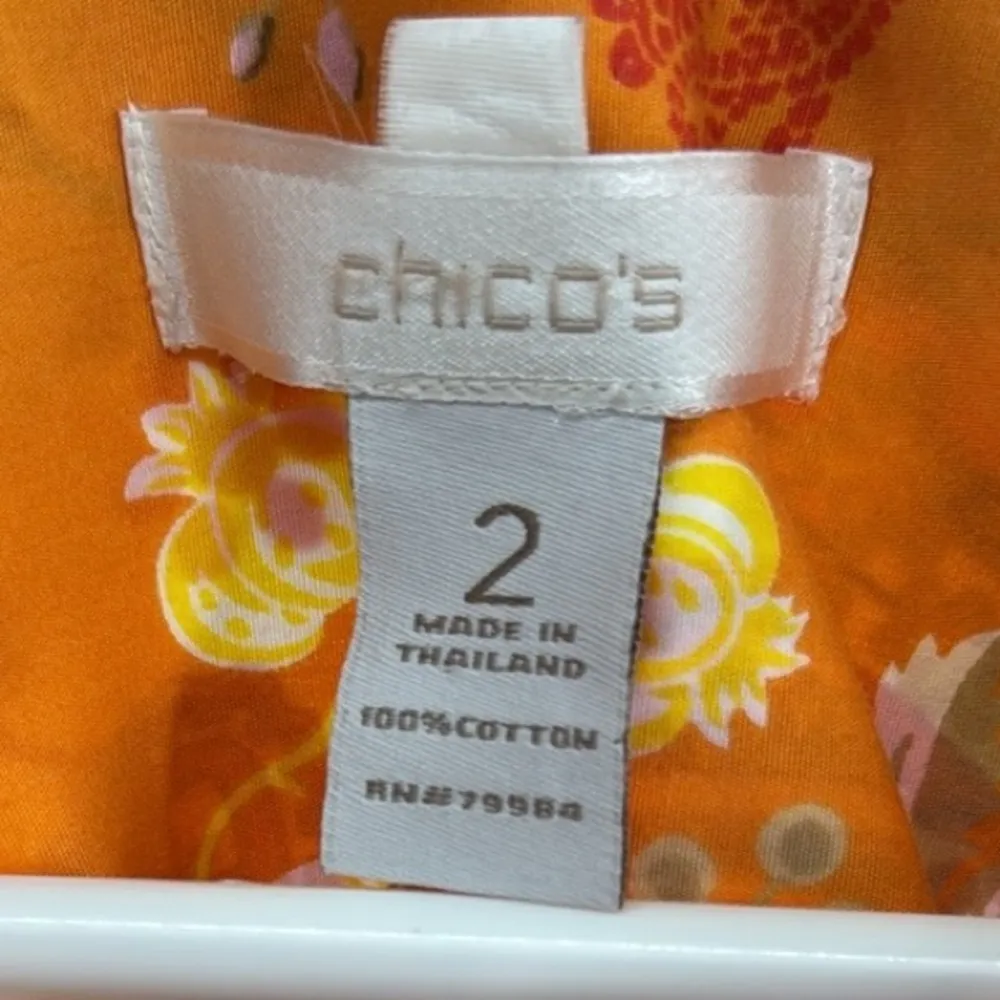 chico's
2
MADE IN
THAILAND
100%COTTON
RN#79984